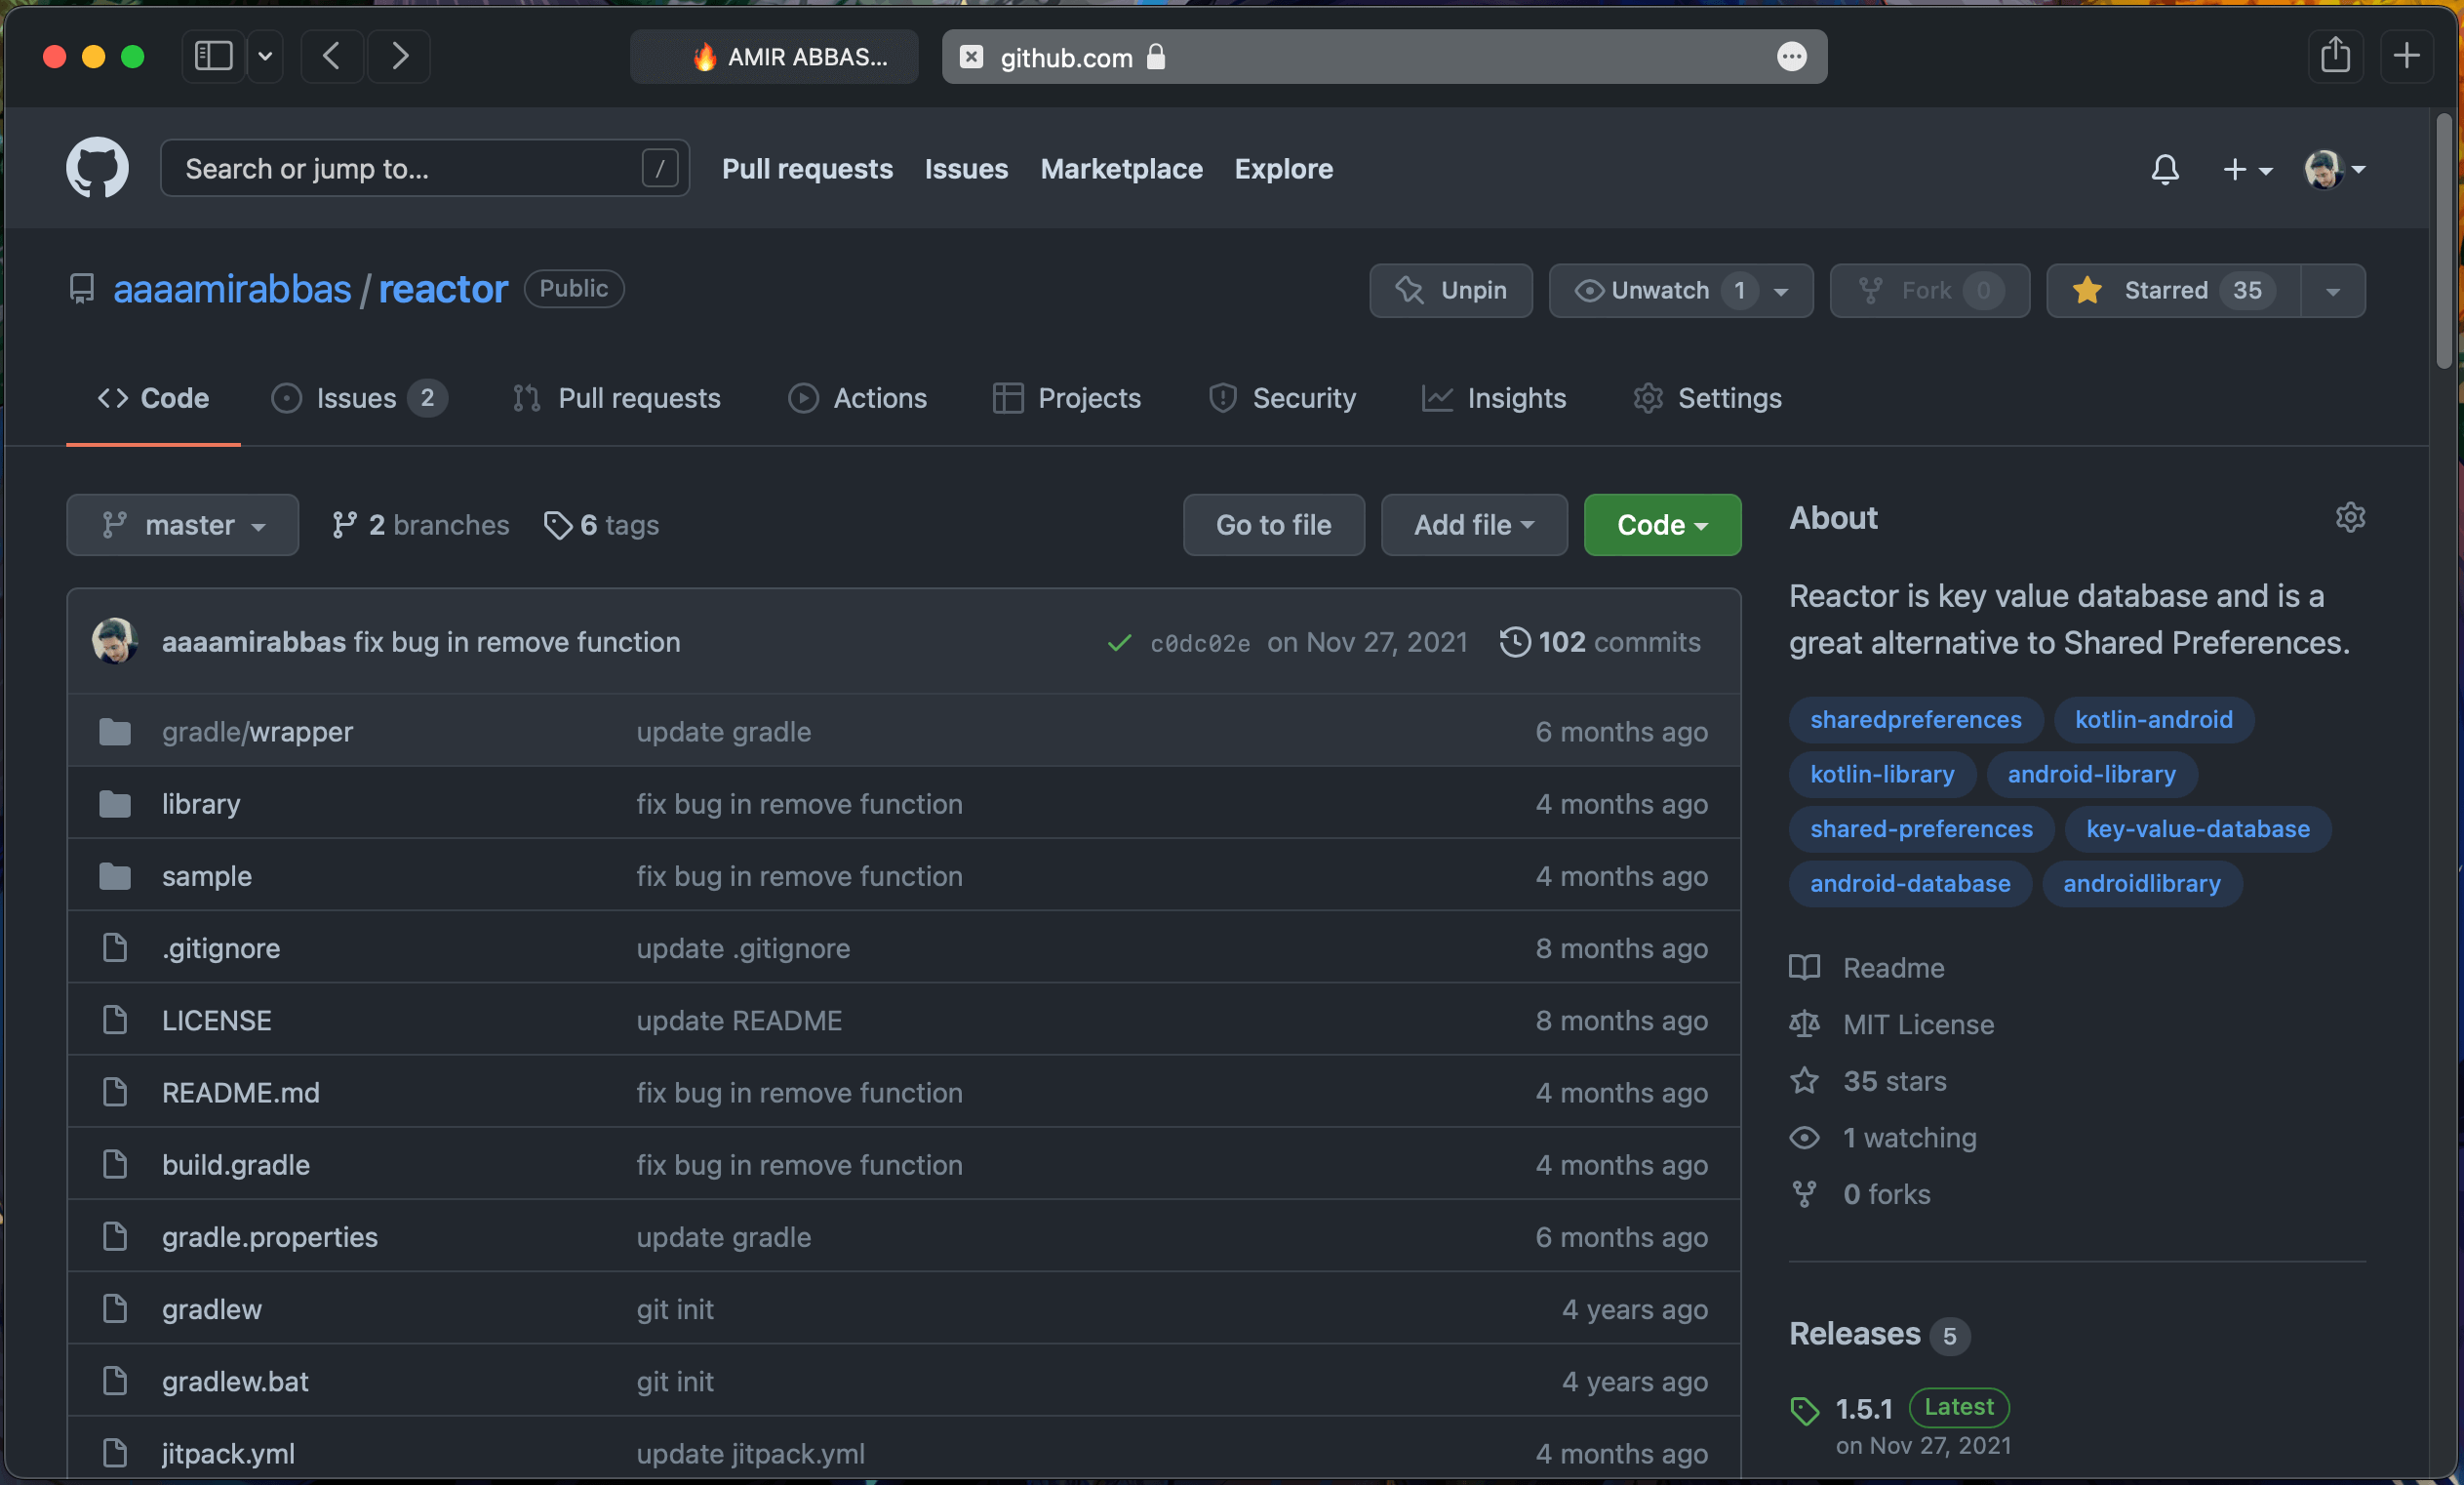 🔥 AMIR ABBAS...
github.com
Search or jump to... /
Pull requests Issues Marketplace Explore
aaaamirabbas / reactor Public
Unpin Unwatch 1 Fork 0 Starred 35
Code Issues 2 Pull requests Actions Projects Security Insights Settings
master 2 branches 6 tags Go to file Add file Code
aaaamirabbas fix bug in remove function c0dc02e on Nov 27, 2021 102 commits
gradle/wrapper update gradle 6 months ago
library fix bug in remove function 4 months ago
sample fix bug in remove function 4 months ago
.gitignore update .gitignore 8 months ago
LICENSE update README 8 months ago
README.md fix bug in remove function 4 months ago
build.gradle fix bug in remove function 4 months ago
gradle.properties update gradle 6 months ago
gradlew git init 4 years ago
gradlew.bat git init 4 years ago
jitpack.yml update jitpack.yml 4 months ago
About
Reactor is key value database and is a
great alternative to Shared Preferences.
sharedpreferences kotlin-android
kotlin-library android-library
shared-preferences key-value-database
android-database androidlibrary
Readme
MIT License
35 stars
1 watching
0 forks
Releases 5
1.5.1 Latest
on Nov 27, 2021